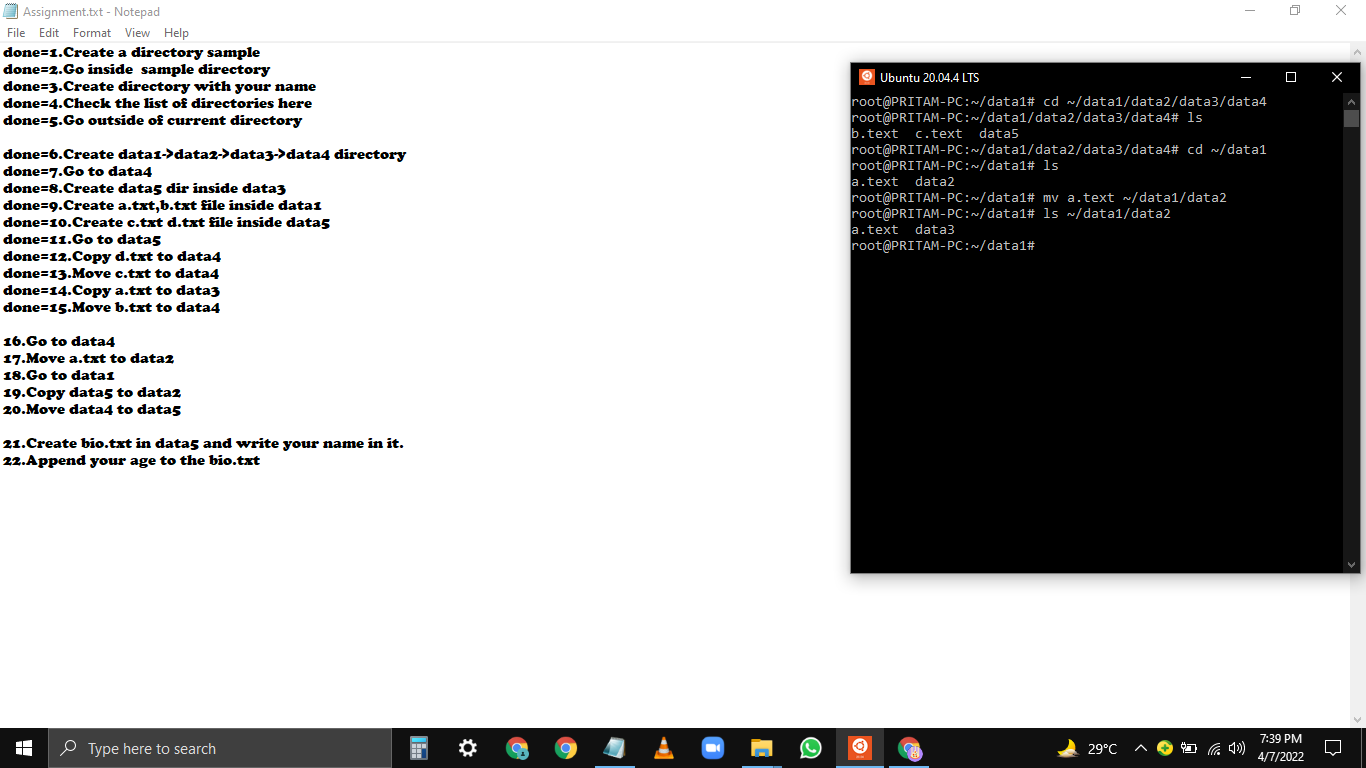 Assignment.txt - Notepad
File Edit Format View Help
done=1.Create a directory sample
done=2.Go inside  sample directory
done=3.Create directory with your name
done=4.Check the list of directories here
done=5.Go outside of current directory
done=6.Create data1->data2->data3->data4 directory
done=7.Go to data4
done=8.Create data5 dir inside data3
done=9.Create a.txt,b.txt file inside data1
done=10.Create c.txt d.txt file inside data5
done=11.Go to data5
done=12.Copy d.txt to data4
done=13.Move c.txt to data4
done=14.Copy a.txt to data3
done=15.Move b.txt to data4
16.Go to data4
17.Move a.txt to data2
18.Go to data1
19.Copy data5 to data2
20.Move data4 to data5
21.Create bio.txt in data5 and write your name in it.
22.Append your age to the bio.txt
Ubuntu 20.04.4 LTS
root@PRITAM-PC:~/data1# cd ~/data1/data2/data3/data4
root@PRITAM-PC:~/data1/data2/data3/data4# ls
b.text  c.text  data5
root@PRITAM-PC:~/data1/data2/data3/data4# cd ~/data1
root@PRITAM-PC:~/data1# ls
a.text  data2
root@PRITAM-PC:~/data1# mv a.text ~/data1/data2
root@PRITAM-PC:~/data1# ls ~/data1/data2
a.text  data3
root@PRITAM-PC:~/data1#
Type here to search
29°C
7:39 PM
4/7/2022